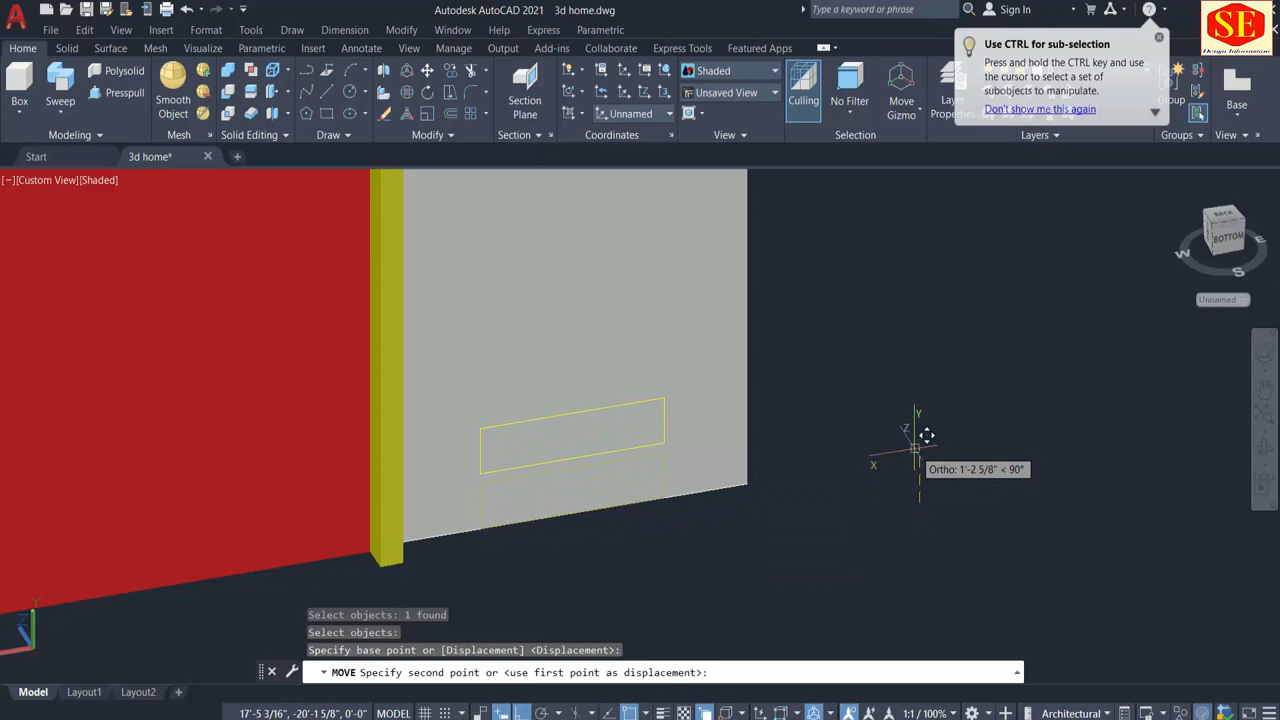 Autodesk AutoCAD 2021 3d home.dwg
Type a keyword or phrase
Sign In
SE
Design Information
File Edit View Insert Format Tools Draw Dimension Modify Window Help Express Parametric
Home Solid Surface Mesh Visualize Parametric Insert Annotate View Manage Output Add-ins Collaborate Express Tools Featured Apps
Use CTRL for sub-selection
Press and hold the CTRL key and use
the cursor to select a set of
subobjects to manipulate.
Don't show me this again
Polysolid
Presspull
Box
Sweep
Smooth
Object
Section
Plane
Unnamed
Shaded
Unsaved View
Culling
No Filter
Move
Gizmo
Layer
Properties
Group
Base
Modeling
Mesh
Solid Editing
Draw
Modify
Section
Coordinates
View
Selection
Layers
Groups
View
Start
3d home*
[−][Custom View][Shaded]
BACK
BOTTOM
W
E
S
Unnamed
Y
Z
X
Ortho: 1'-2 5/8" < 90°
Y
Z
Select objects: 1 found
Select objects:
Specify base point or [Displacement] <Displacement>:
MOVE Specify second point or <use first point as displacement>:
Model Layout1 Layout2
17'-5 3/16", -20'-1 5/8", 0'-0" MODEL
1:1 / 100%
Architectural